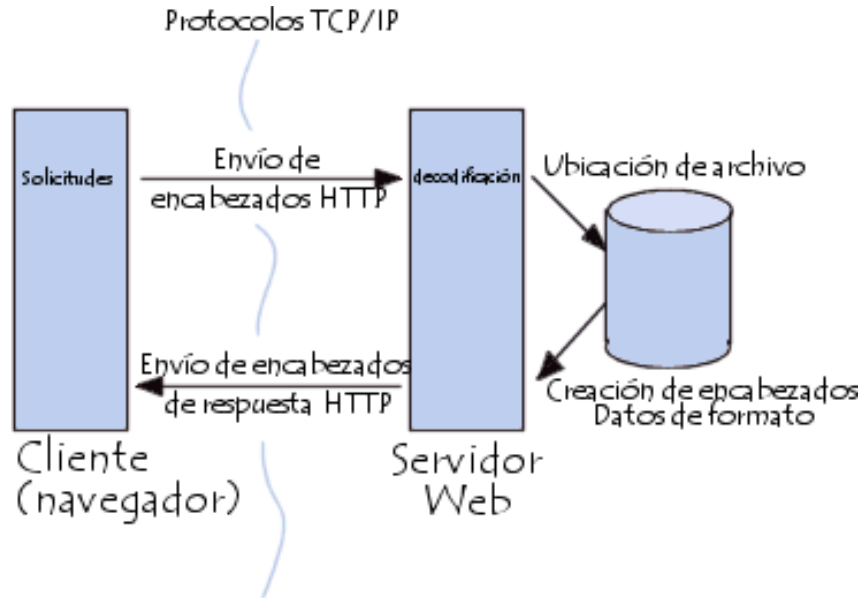 Protocolos TCP/IP
Solicitudes
Envío de
encabezados HTTP
decodificación
Ubicación de archivo
Envío de encabezados
de respuesta HTTP
Creación de encabezados
Datos de formato
Cliente
(navegador)
Servidor
Web